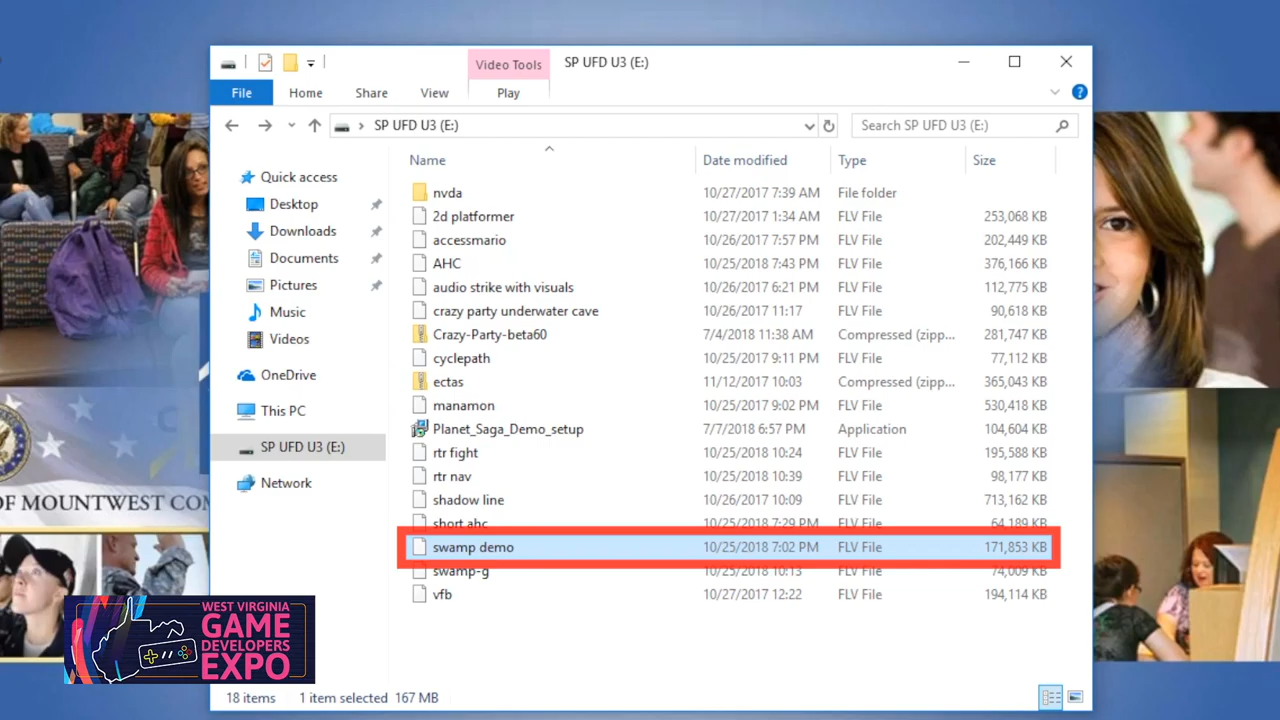 Video Tools
SP UFD U3 (E:)
File
Home
Share
View
Play
SP UFD U3 (E:)
Search SP UFD U3 (E:)
Name
Date modified
Type
Size
Quick access
Desktop
Downloads
Documents
Pictures
Music
Videos
OneDrive
This PC
SP UFD U3 (E:)
Network
nvda 10/27/2017 7:39 AM File folder
2d platformer 10/27/2017 1:34 AM FLV File 253,068 KB
accessmario 10/26/2017 7:57 PM FLV File 202,449 KB
AHC 10/25/2018 7:43 PM FLV File 376,166 KB
audio strike with visuals 10/26/2017 6:21 PM FLV File 112,775 KB
crazy party underwater cave 10/26/2017 11:17 FLV File 90,618 KB
Crazy-Party-beta60 7/4/2018 11:38 AM Compressed (zipp... 281,747 KB
cyclepath 10/25/2017 9:11 PM FLV File 77,112 KB
ectas 11/12/2017 10:03 Compressed (zipp... 365,043 KB
manamon 10/25/2017 9:02 PM FLV File 530,418 KB
Planet_Saga_Demo_setup 7/7/2018 6:57 PM Application 104,604 KB
rtr fight 10/25/2018 10:24 FLV File 195,588 KB
rtr nav 10/25/2018 10:39 FLV File 98,177 KB
shadow line 10/26/2017 10:09 FLV File 713,162 KB
short ahc 10/25/2018 7:29 PM FLV File 64,189 KB
swamp demo 10/25/2018 7:02 PM FLV File 171,853 KB
swamp-g 10/25/2018 10:13 FLV File 74,009 KB
vfb 10/27/2017 12:22 FLV File 194,114 KB
18 items 1 item selected 167 MB
OF MOUNTWEST COM
WEST VIRGINIA
GAME
DEVELOPERS
EXPO